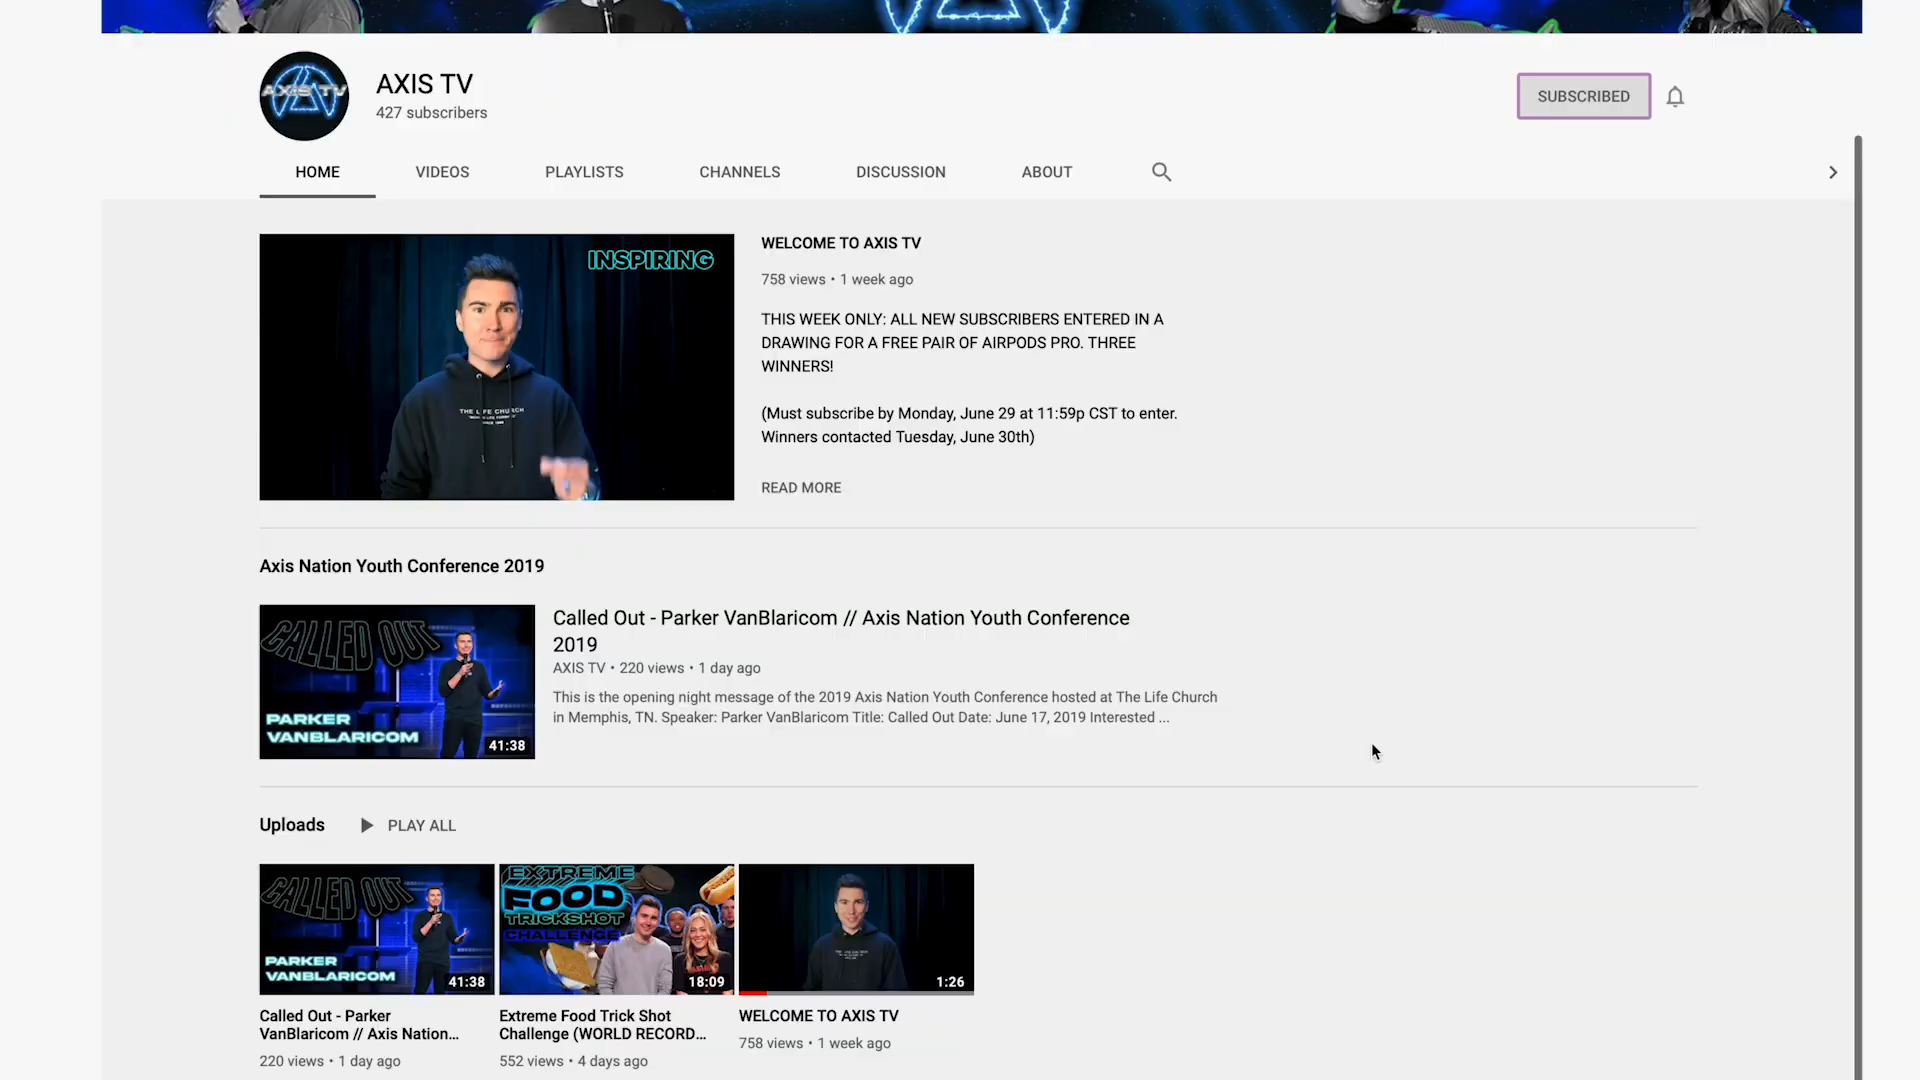 AXIS TV
AXIS TV
427 subscribers
SUBSCRIBED
HOME
VIDEOS
PLAYLISTS
CHANNELS
DISCUSSION
ABOUT
INSPIRING
THE LIFE CHURCH
WELCOME TO AXIS TV
758 views • 1 week ago
THIS WEEK ONLY: ALL NEW SUBSCRIBERS ENTERED IN A
DRAWING FOR A FREE PAIR OF AIRPODS PRO. THREE
WINNERS!
(Must subscribe by Monday, June 29 at 11:59p CST to enter.
Winners contacted Tuesday, June 30th)
READ MORE
Axis Nation Youth Conference 2019
CALLED OUT
PARKER
VANBLARICOM
41:38
Called Out - Parker VanBlaricom // Axis Nation Youth Conference
2019
AXIS TV • 220 views • 1 day ago
This is the opening night message of the 2019 Axis Nation Youth Conference hosted at The Life Church
in Memphis, TN. Speaker: Parker VanBlaricom Title: Called Out Date: June 17, 2019 Interested ...
Uploads
PLAY ALL
CALLED OUT
PARKER
VANBLARICOM
41:38
EXTREME
FOOD
TRICKSHOT
CHALLENGE
18:09
1:26
Called Out - Parker
VanBlaricom // Axis Nation...
220 views • 1 day ago
Extreme Food Trick Shot
Challenge (WORLD RECORD...
552 views • 4 days ago
WELCOME TO AXIS TV
758 views • 1 week ago